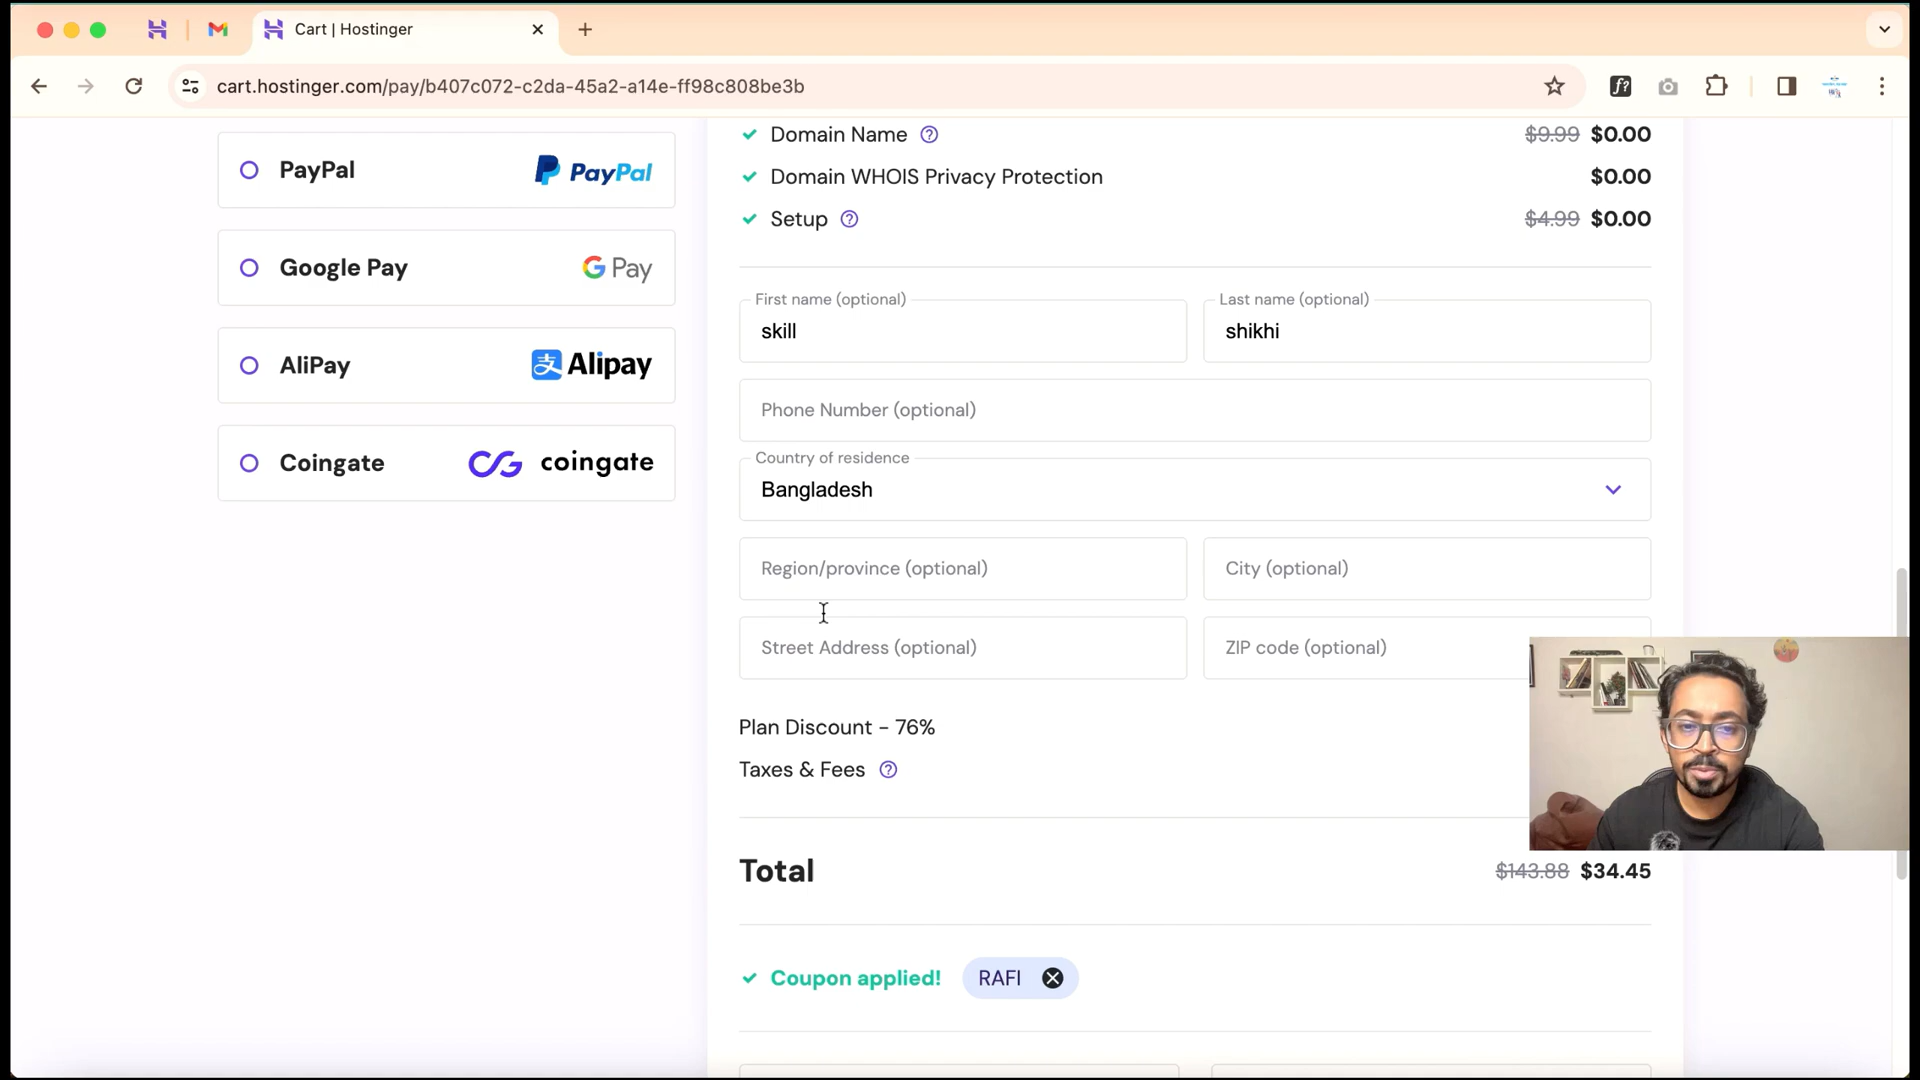 Cart | Hostinger
cart.hostinger.com/pay/b407c072-c2da-45a2-a14e-ff98c808be3b
PayPal PayPal
Google Pay G Pay
AliPay 支 Alipay
Coingate coingate
Domain Name $9.99 $0.00
Domain WHOIS Privacy Protection $0.00
Setup $4.99 $0.00
First name (optional) Last name (optional)
skill shikhi
Phone Number (optional)
Country of residence
Bangladesh
Region/province (optional) City (optional)
Street Address (optional) ZIP code (optional)
Plan Discount – 76%
Taxes & Fees
Total $143.88 $34.45
Coupon applied! RAFI